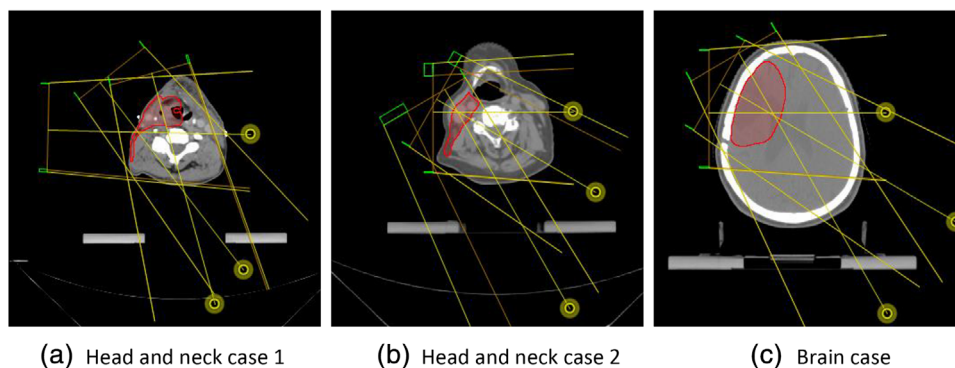 (a) Head and neck case 1
(b) Head and neck case 2
(c) Brain case